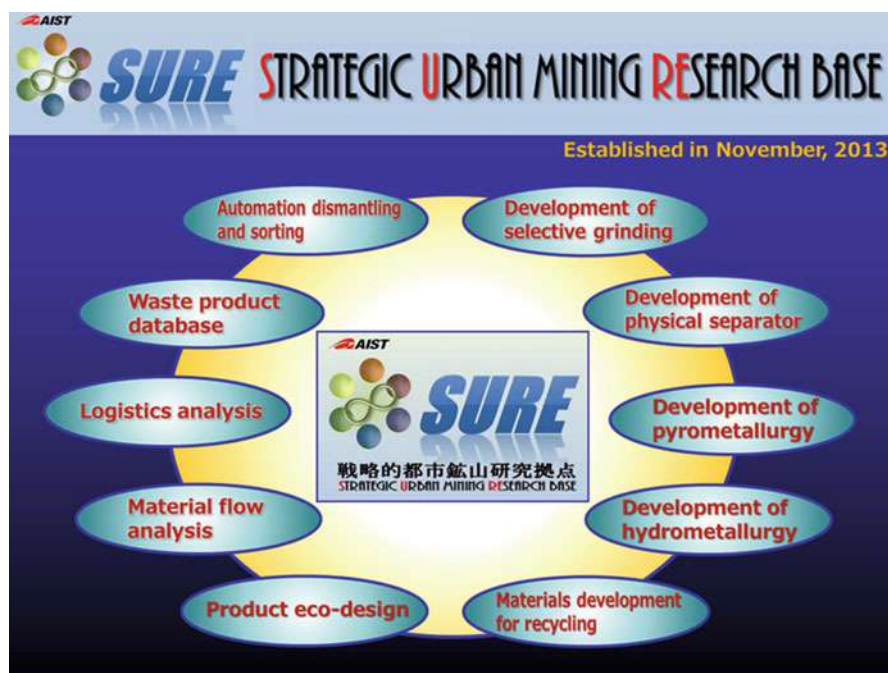 AIST
SURE STRATEGIC URBAN MINING RESEARCH BASE
Established in November, 2013
Automation dismantling
and sorting
Development of
selective grinding
Waste product
database
Development of
physical separator
Logistics analysis
AIST
SURE
戦略的都市鉱山研究拠点
STRATEGIC URBAN MINING RESEARCH BASE
Development of
pyrometallurgy
Material flow
analysis
Development of
hydrometallurgy
Product eco-design
Materials development
for recycling